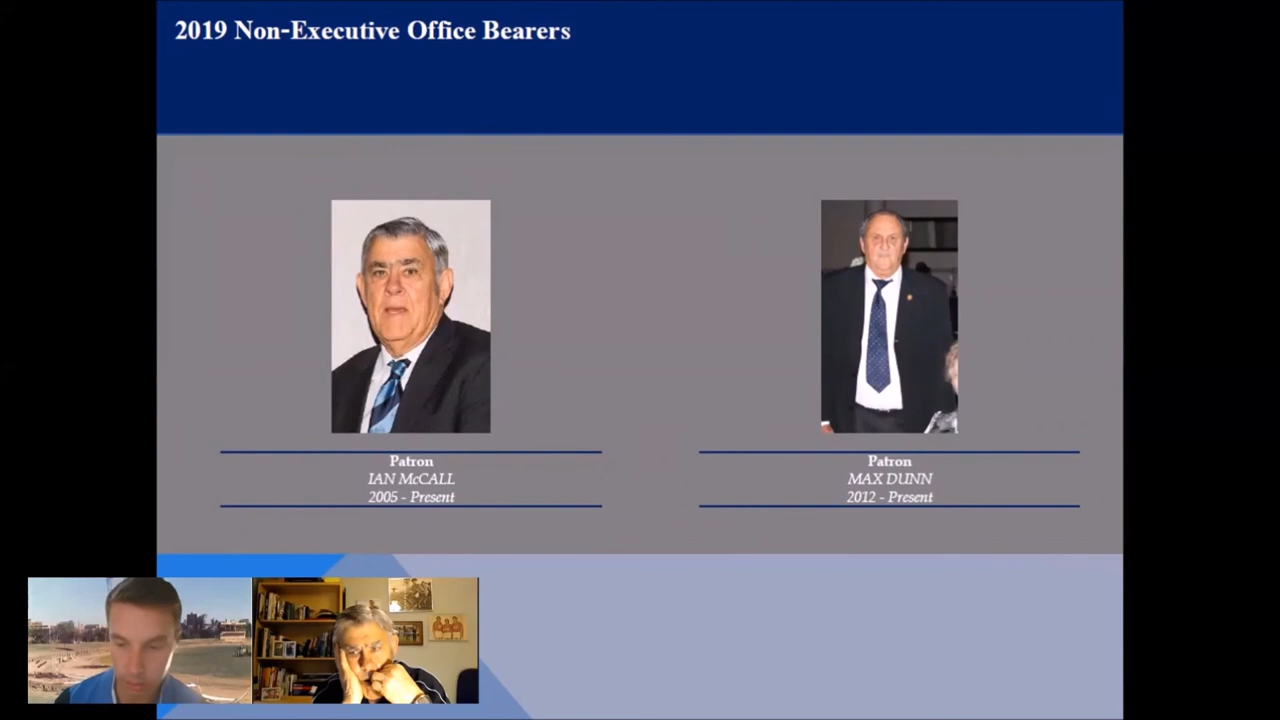 2019 Non-Executive Office Bearers
Patron
IAN McCALL
2005 - Present
Patron
MAX DUNN
2012 - Present